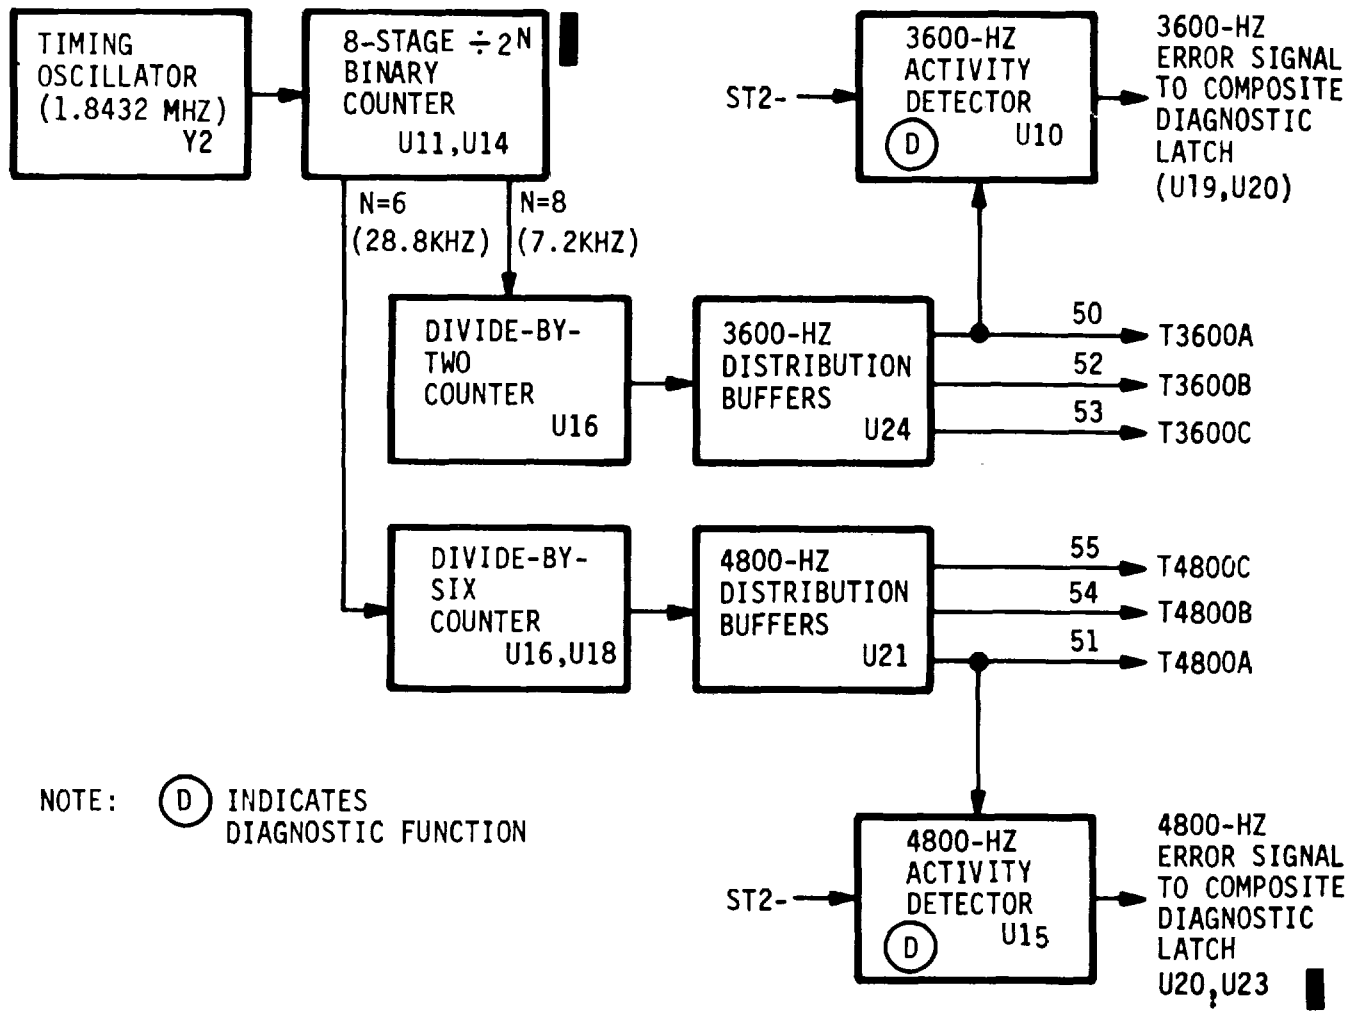 TIMING
OSCILLATOR
(1.8432 MHZ)
Y2
8-STAGE ÷2N
BINARY
COUNTER
U11,U14
N=6
(28.8KHZ)
N=8
(7.2KHZ)
ST2-
3600-HZ
ACTIVITY
DETECTOR
U10
D
3600-HZ
ERROR SIGNAL
TO COMPOSITE
DIAGNOSTIC
LATCH
(U19,U20)
DIVIDE-BY-
TWO
COUNTER
U16
3600-HZ
DISTRIBUTION
BUFFERS
U24
50
T3600A
52
T3600B
53
T3600C
DIVIDE-BY-
SIX
COUNTER
U16,U18
4800-HZ
DISTRIBUTION
BUFFERS
U21
55
T4800C
54
T4800B
51
T4800A
NOTE: D INDICATES
DIAGNOSTIC FUNCTION
ST2-
4800-HZ
ACTIVITY
DETECTOR
U15
D
4800-HZ
ERROR SIGNAL
TO COMPOSITE
DIAGNOSTIC
LATCH
U20,U23